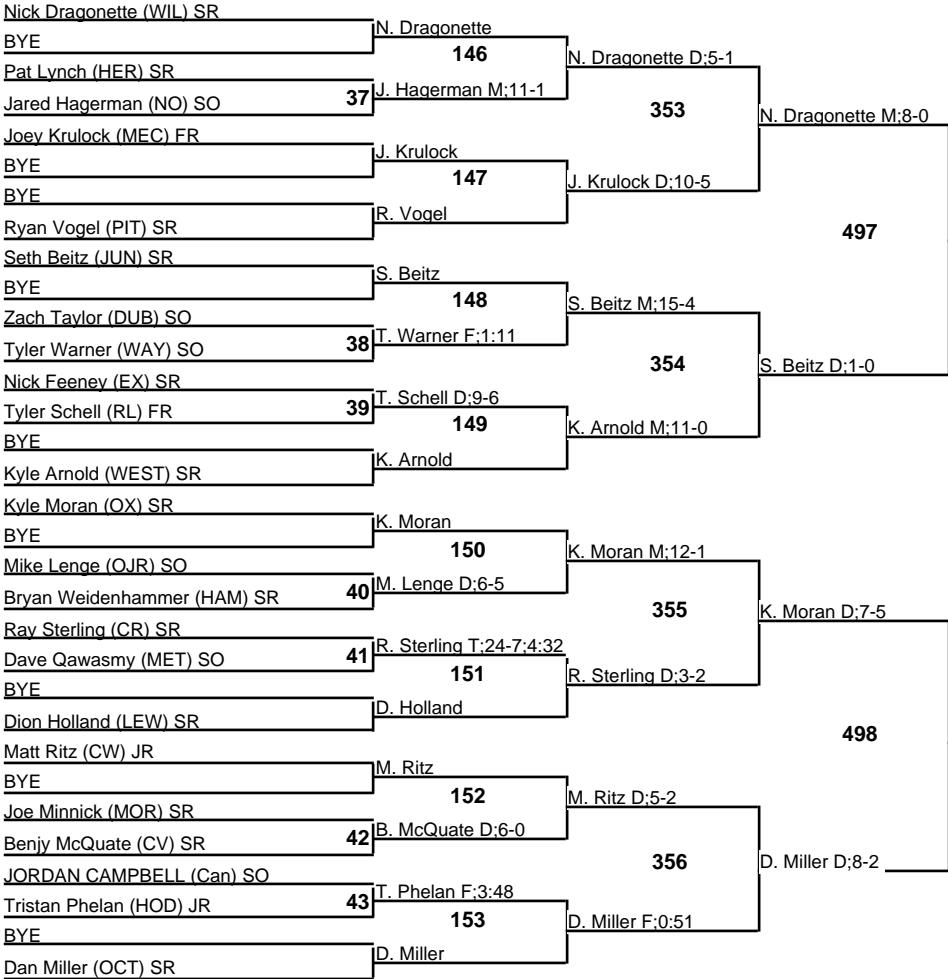 Nick Dragonette (WIL) SR
N. Dragonette
BYE
146
N. Dragonette D;5-1
Pat Lynch (HER) SR
37
J. Hagerman M;11-1
Jared Hagerman (NO) SO
353
N. Dragonette M;8-0
Joey Krulock (MEC) FR
J. Krulock
BYE
147
J. Krulock D;10-5
BYE
R. Vogel
Ryan Vogel (PIT) SR
497
Seth Beitz (JUN) SR
S. Beitz
BYE
148
S. Beitz M;15-4
Zach Taylor (DUB) SO
38
T. Warner F;1:11
Tyler Warner (WAY) SO
354
S. Beitz D;1-0
Nick Feeney (EX) SR
39
T. Schell D;9-6
Tyler Schell (RL) FR
149
K. Arnold M;11-0
BYE
K. Arnold
Kyle Arnold (WEST) SR
Kyle Moran (OX) SR
K. Moran
BYE
150
K. Moran M;12-1
Mike Lenge (OJR) SO
40
M. Lenge D;6-5
Bryan Weidenhammer (HAM) SR
355
K. Moran D;7-5
Ray Sterling (CR) SR
41
R. Sterling T;24-7;4:32
Dave Qawasmy (MET) SO
151
R. Sterling D;3-2
BYE
D. Holland
Dion Holland (LEW) SR
498
Matt Ritz (CW) JR
M. Ritz
BYE
152
M. Ritz D;5-2
Joe Minnick (MOR) SR
42
B. McQuate D;6-0
Benjy McQuate (CV) SR
356
D. Miller D;8-2
JORDAN CAMPBELL (Can) SO
43
T. Phelan F;3:48
Tristan Phelan (HOD) JR
153
D. Miller F;0:51
BYE
D. Miller
Dan Miller (OCT) SR